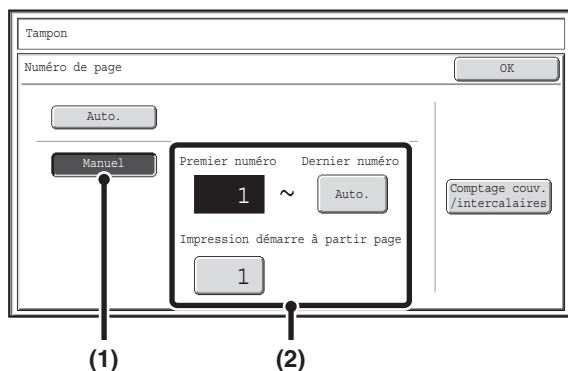 Tampon
Numéro de page
OK
Auto.
Manuel
Premier numéro Dernier numéro
1 ~ Auto.
Impression démarre à partir page
1
Comptage couv.
/intercalaires
(1) (2)